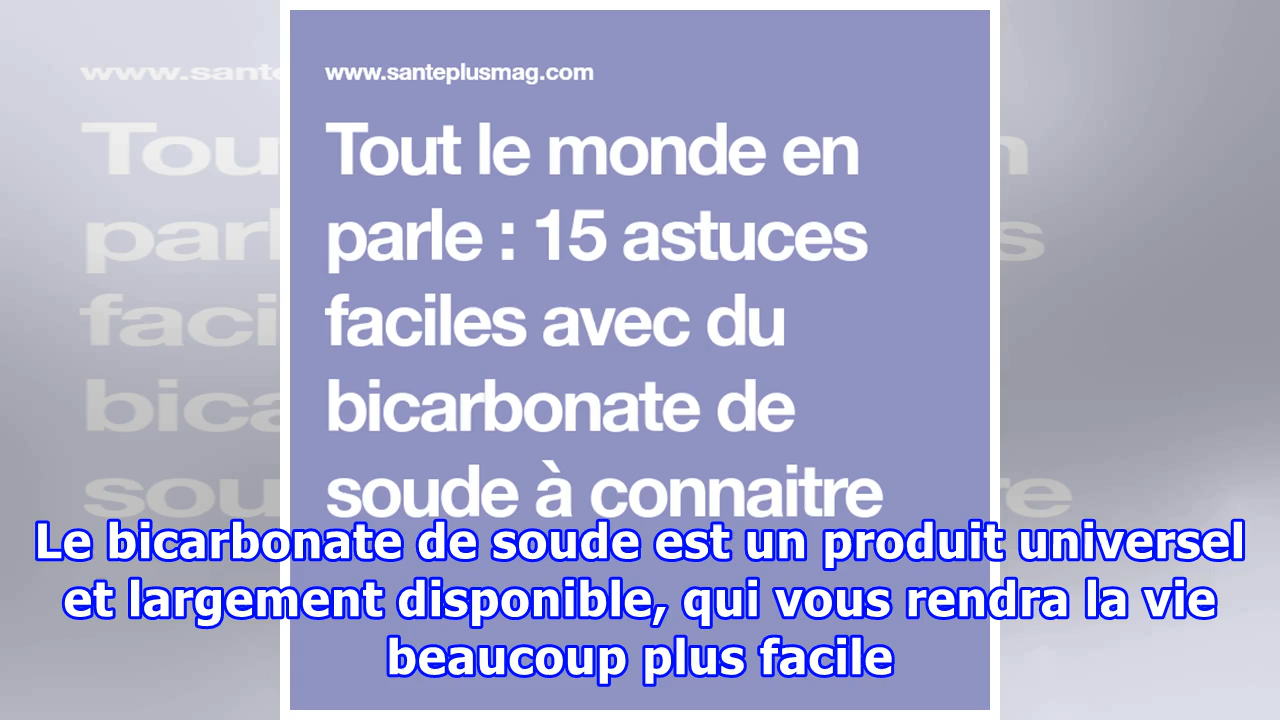 www.santeplusmag.com
Tout le monde en
parle : 15 astuces
faciles avec du
bicarbonate de
soude à connaitre
Le bicarbonate de soude est un produit universel
et largement disponible, qui vous rendra la vie
beaucoup plus facile